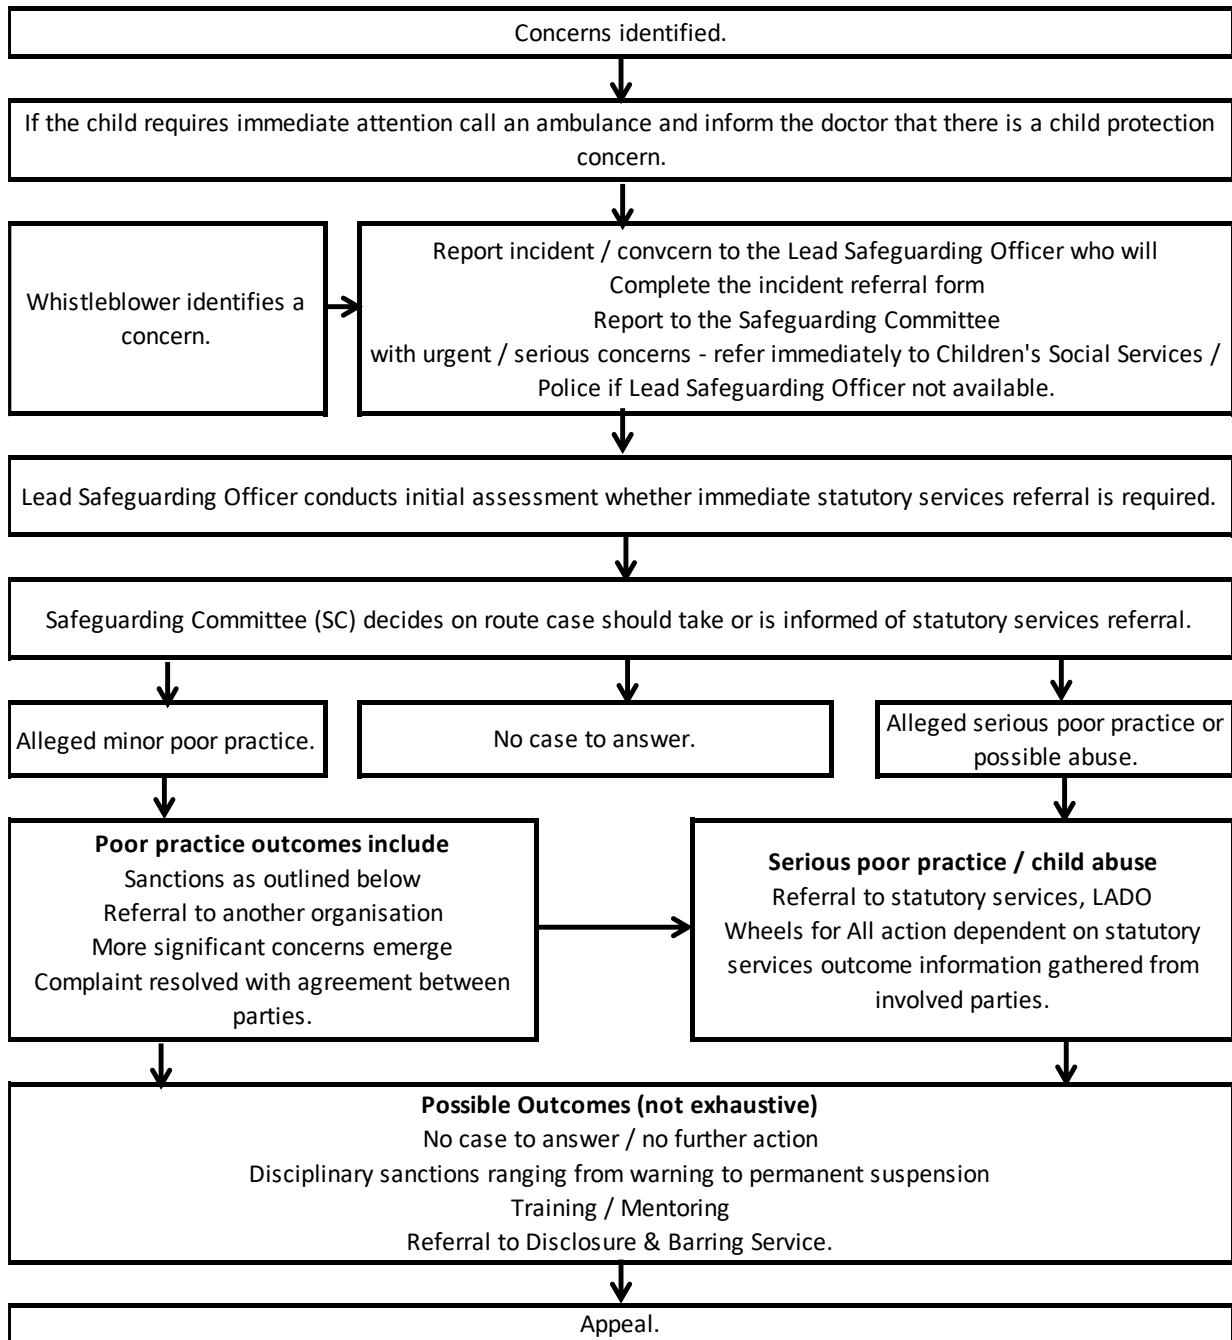 Concerns identified.
If the child requires immediate attention call an ambulance and inform the doctor that there is a child protection
concern.
Whistleblower identifies a
concern.
Report incident / convcern to the Lead Safeguarding Officer who will
Complete the incident referral form
Report to the Safeguarding Committee
with urgent / serious concerns - refer immediately to Children's Social Services /
Police if Lead Safeguarding Officer not available.
Lead Safeguarding Officer conducts initial assessment whether immediate statutory services referral is required.
Safeguarding Committee (SC) decides on route case should take or is informed of statutory services referral.
Alleged minor poor practice.
No case to answer.
Alleged serious poor practice or
possible abuse.
Poor practice outcomes include
Sanctions as outlined below
Referral to another organisation
More significant concerns emerge
Complaint resolved with agreement between
parties.
Serious poor practice / child abuse
Referral to statutory services, LADO
Wheels for All action dependent on statutory
services outcome information gathered from
involved parties.
Possible Outcomes (not exhaustive)
No case to answer / no further action
Disciplinary sanctions ranging from warning to permanent suspension
Training / Mentoring
Referral to Disclosure & Barring Service.
Appeal.